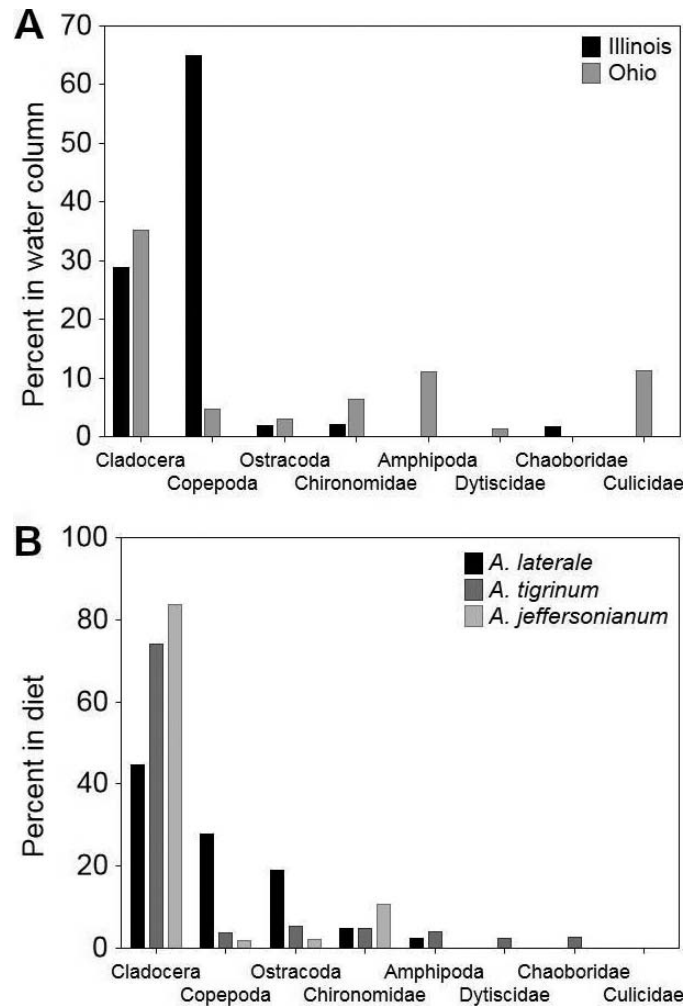 A
Percent in water column
70
60
50
40
30
20
10
0
Illinois
Ohio
Cladocera
Copepoda
Ostracoda
Chironomidae
Amphipoda
Dytiscidae
Chaoboridae
Culicidae
B
Percent in diet
100
80
60
40
20
0
A. laterale
A. tigrinum
A. jeffersonianum
Cladocera
Copepoda
Ostracoda
Chironomidae
Amphipoda
Dytiscidae
Chaoboridae
Culicidae